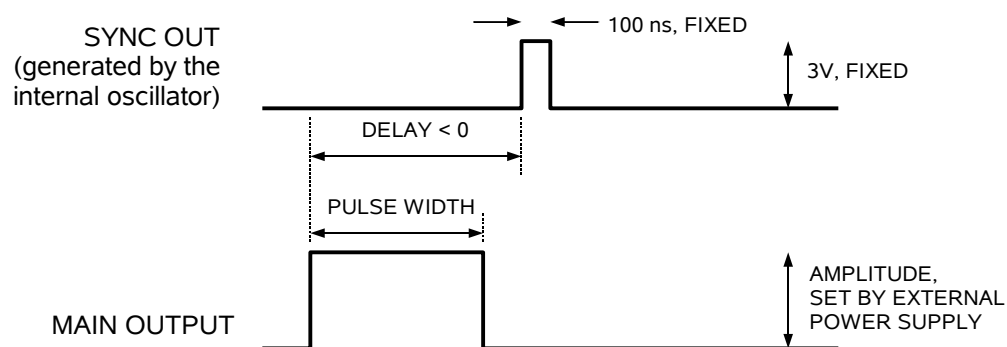 SYNC OUT
(generated by the
internal oscillator)
100 ns, FIXED
3V, FIXED
DELAY < 0
PULSE WIDTH
MAIN OUTPUT
AMPLITUDE,
SET BY EXTERNAL
POWER SUPPLY